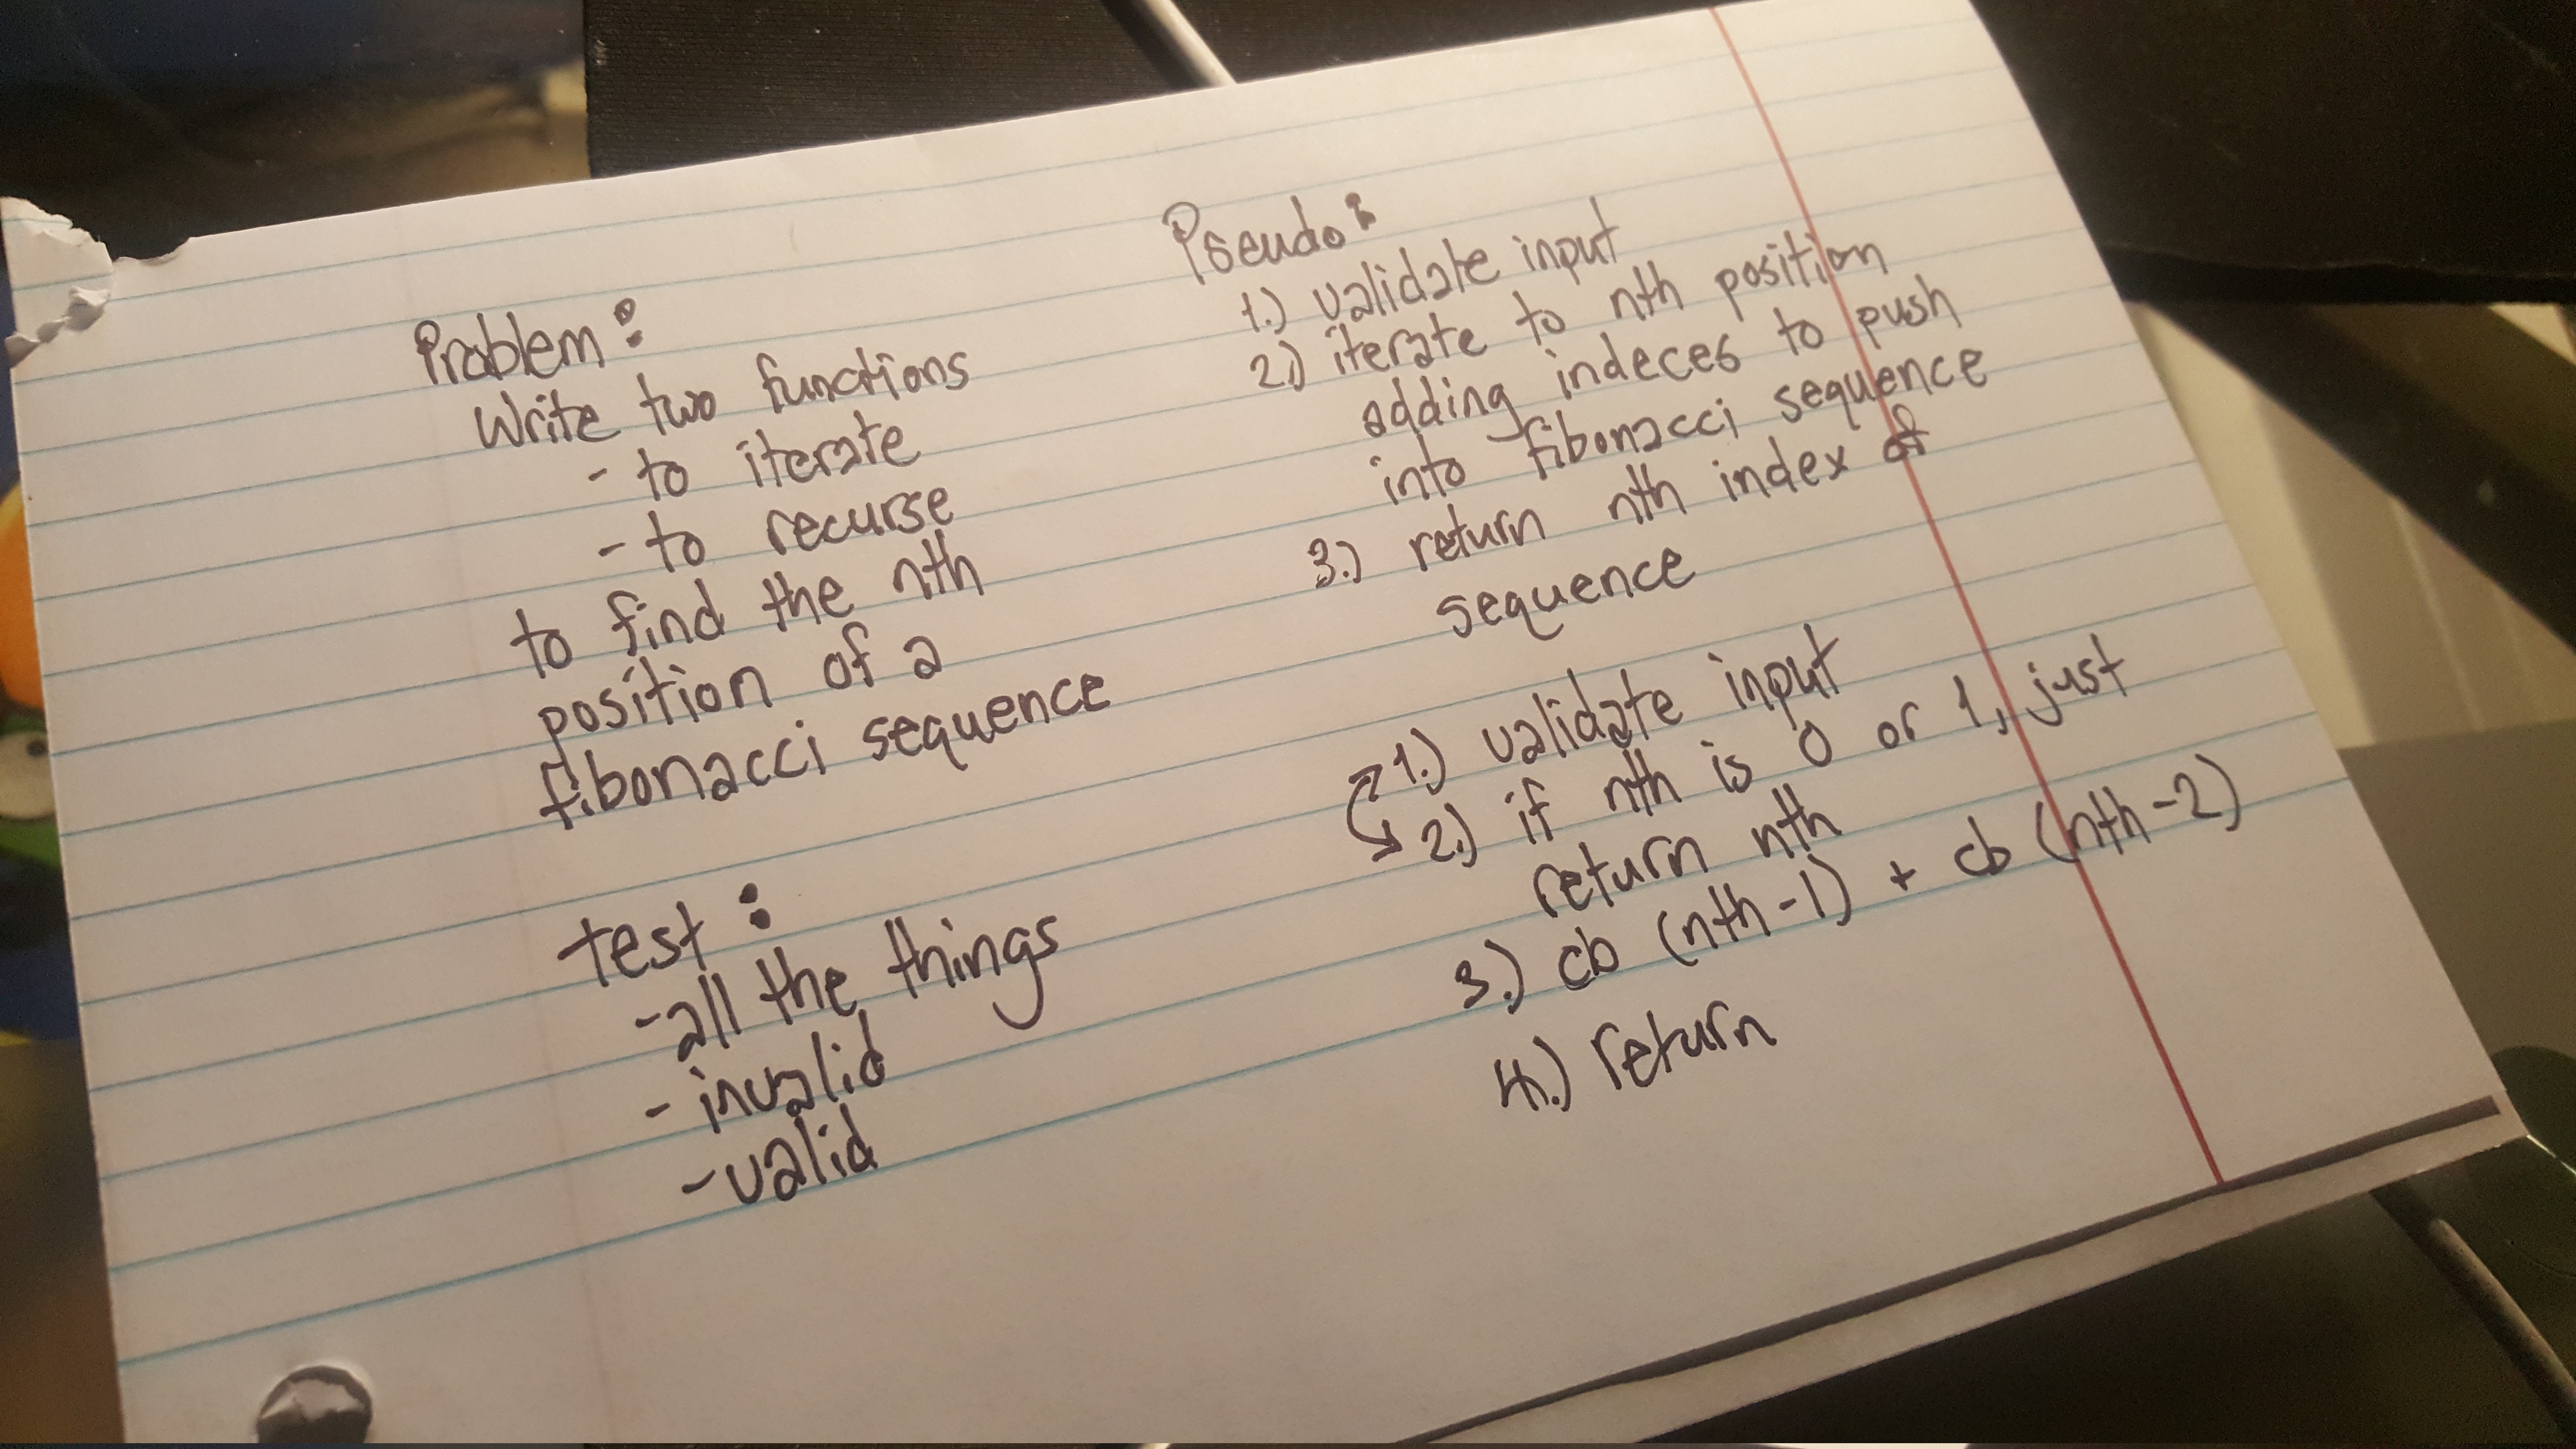 Problem:
Write two functions
- to iterate
- to recurse
to find the nth
position of a
fibonacci sequence
test:
-all the things
- invalid
-valid
Pseudo:
1.) validate input
2.) iterate to nth position
adding indeces to push
into fibonacci sequence
3.) return nth index of
sequence
1.) validate input
2.) if nth is 0 or 1, just
return nth
3.) cb (nth-1) + cb (nth-2)
4.) return